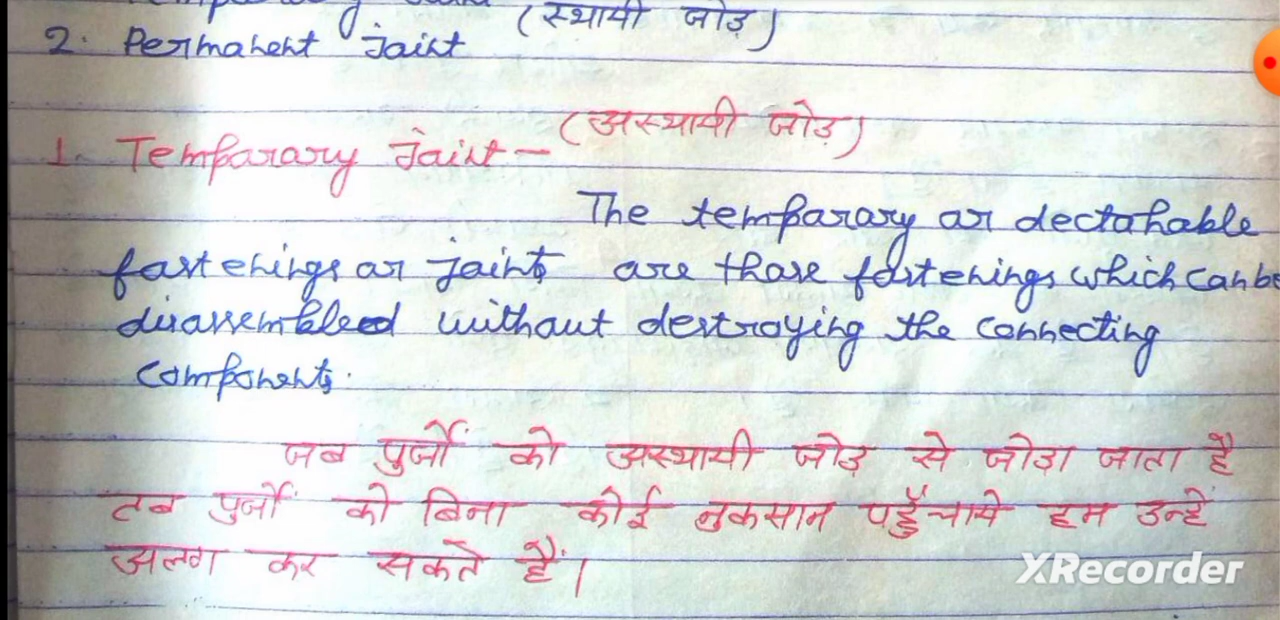 (स्थायी जोड़)
2. Permanent Joint
1. Temparary Joint - (अस्थायी जोड़)
The temparary or dectahable
fastenings or joints are those fastenings which can be
disassembleed without destroying the connecting
components.
जब पुर्जों को अस्थायी जोड़ से जोड़ा जाता है
तब पुर्जों को बिना कोई नुकसान पहुँचाये हम उन्हें
अलग कर सकते हैं।
XRecorder